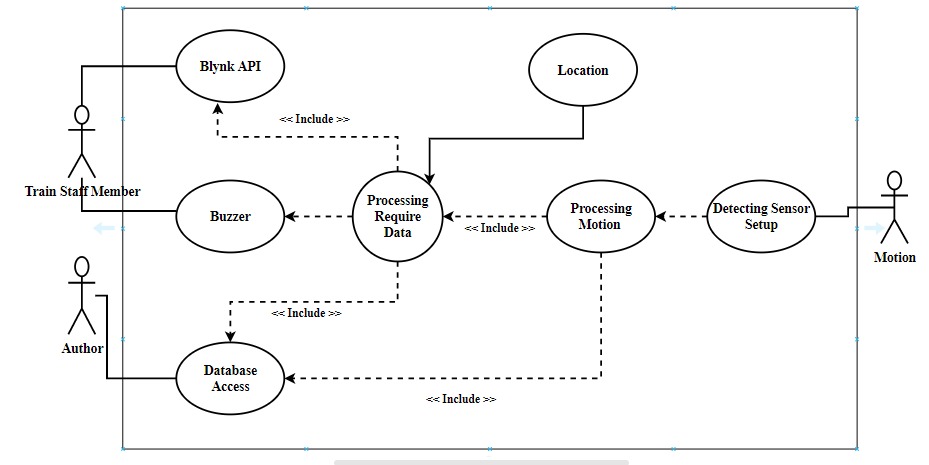 Blynk API
Location
<< Include >>
Train Staff Member
Processing
Require
Data
Buzzer
<< Include >>
Processing
Motion
Detecting Sensor
Setup
Motion
<< Include >>
Author
Database
Access
<< Include >>